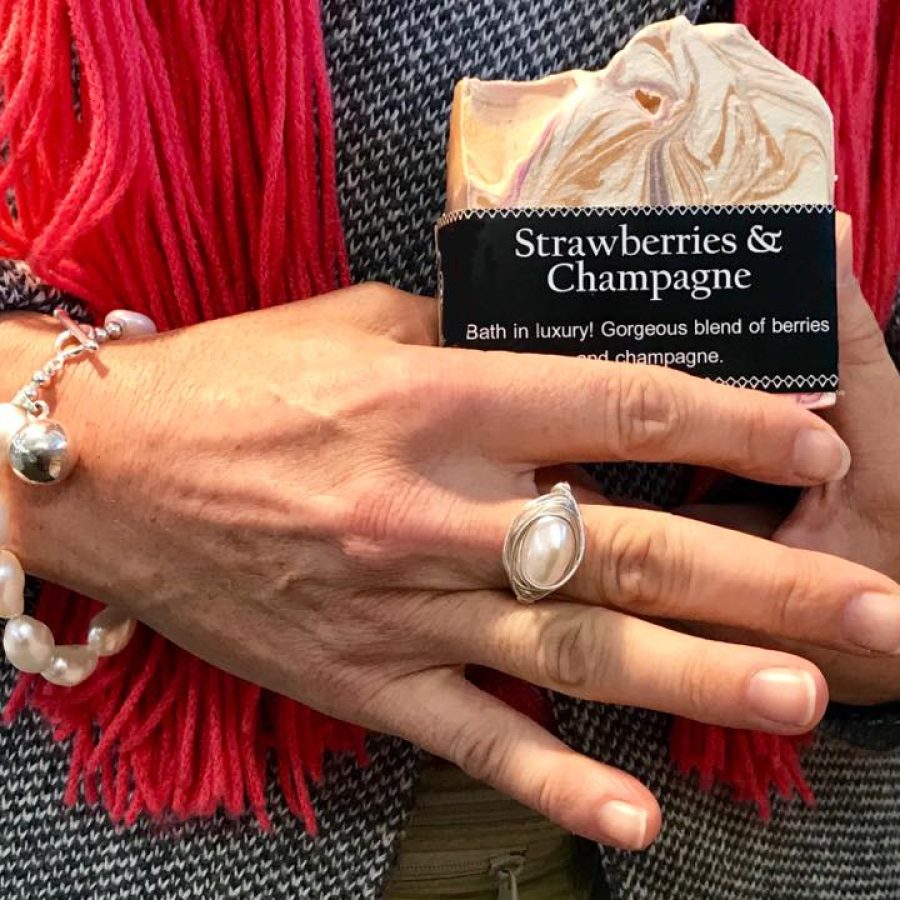 Strawberries &
Champagne
Bath in luxury! Gorgeous blend of berries
and champagne.